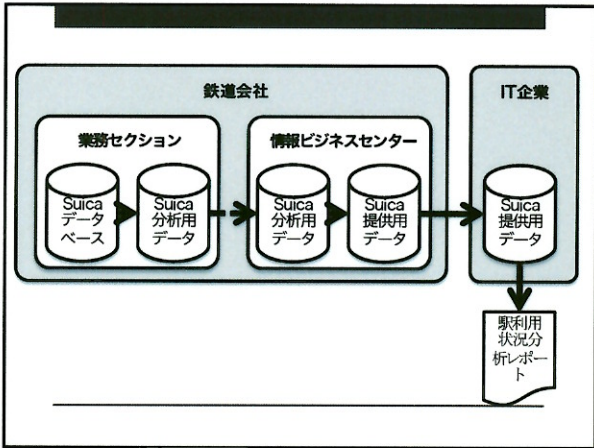 鉄道会社
IT企業
業務セクション
情報ビジネスセンター
Suica
データ
ベース
Suica
分析用
データ
Suica
分析用
データ
Suica
提供用
データ
Suica
提供用
データ
駅利用
状況分
析レポー
ト